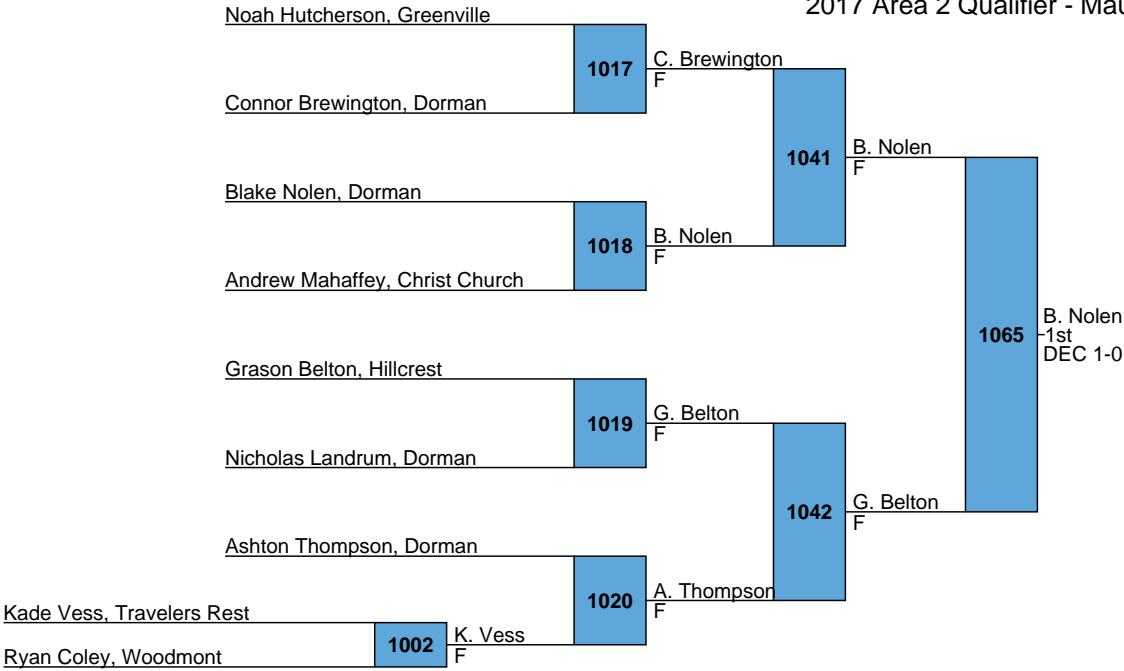 2017 Area 2 Qualifier -
Noah Hutcherson, Greenville
1017
C. Brewington
F
Connor Brewington, Dorman
1041
B. Nolen
F
Blake Nolen, Dorman
1018
B. Nolen
F
Andrew Mahaffey, Christ Church
1065
B. Nolen
1st
DEC 1-0
Grason Belton, Hillcrest
1019
G. Belton
F
Nicholas Landrum, Dorman
1042
G. Belton
F
Ashton Thompson, Dorman
1020
A. Thompson
F
Kade Vess, Travelers Rest
1002
K. Vess
F
Ryan Coley, Woodmont